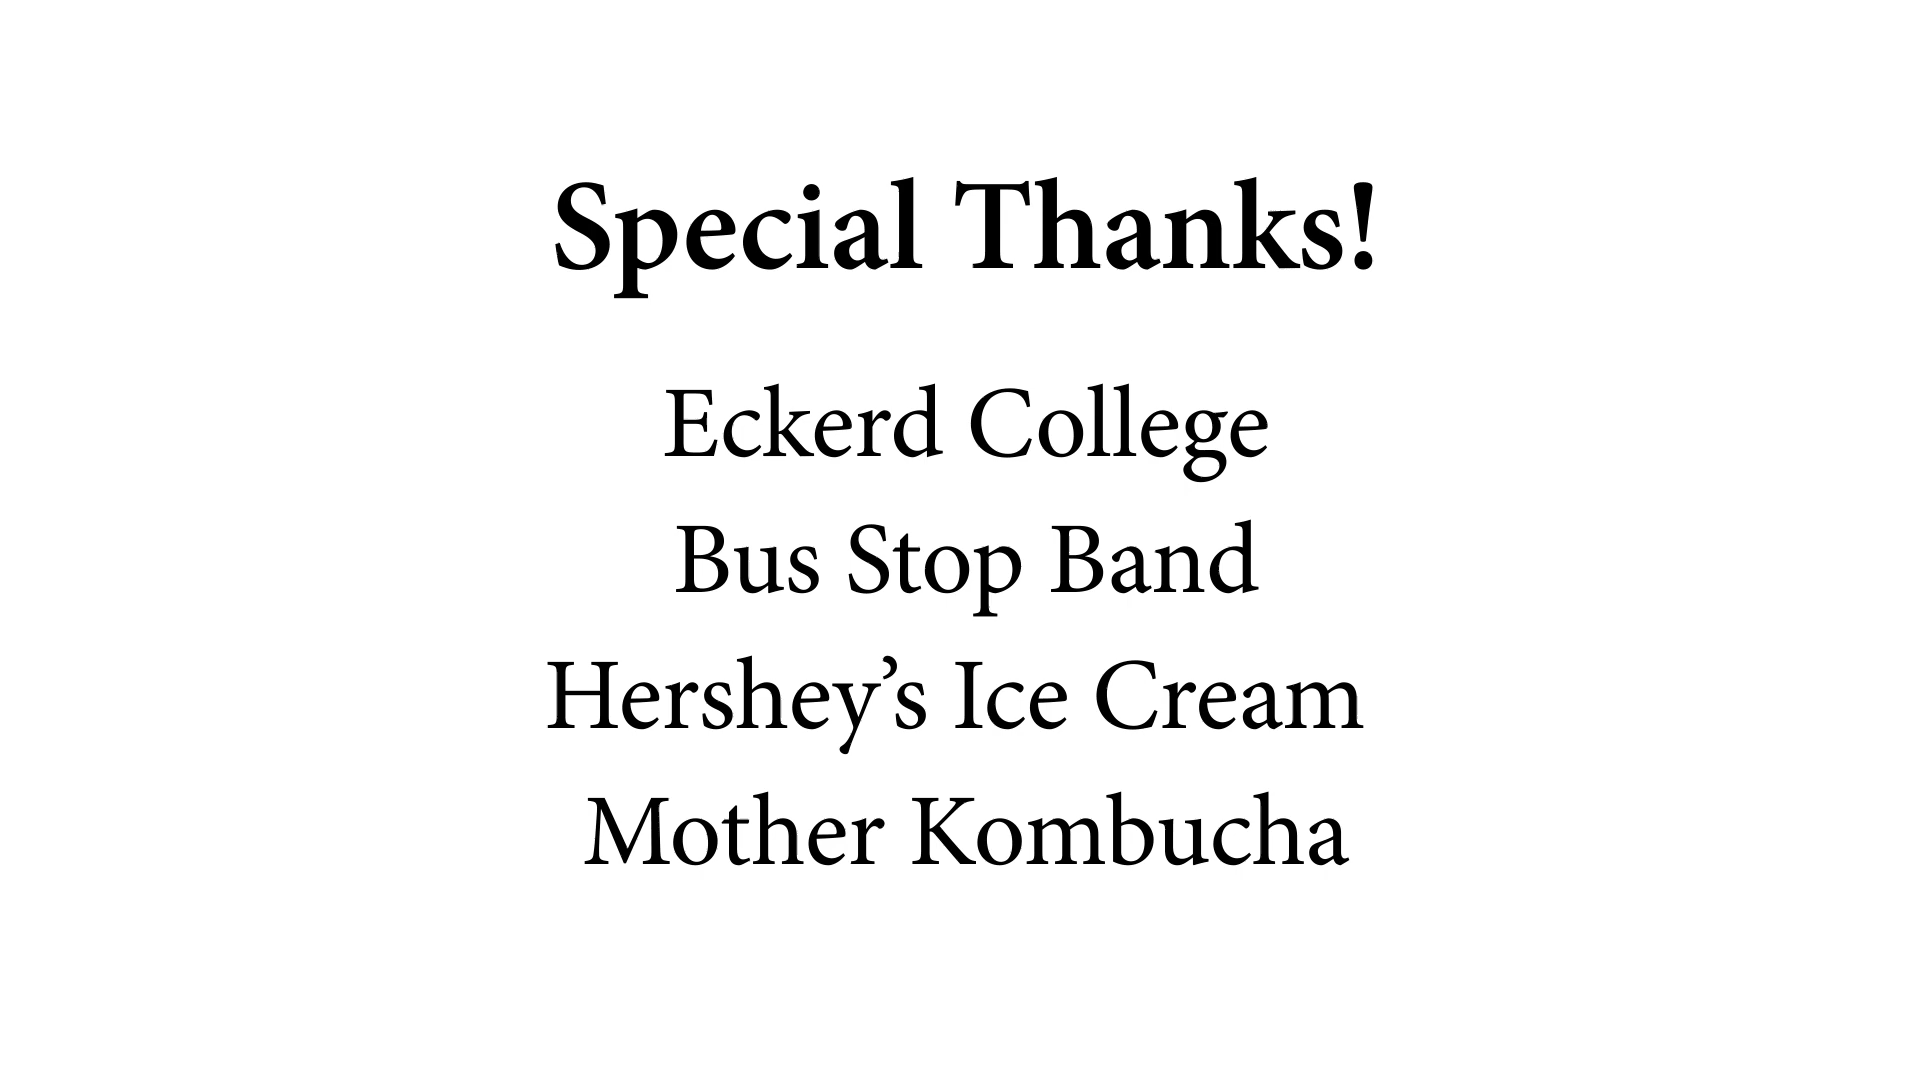 Special Thanks!
Eckerd College
Bus Stop Band
Hershey’s Ice Cream
Mother Kombucha